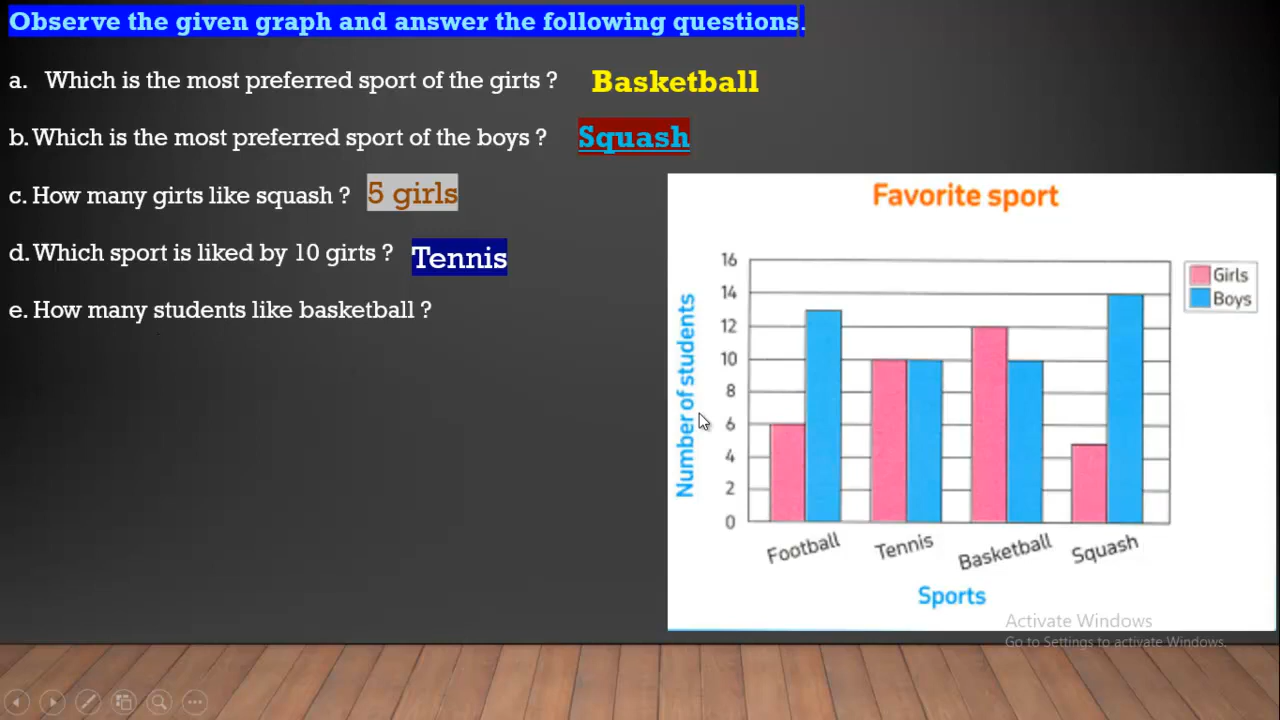 Observe the given graph and answer the following questions.
a. Which is the most preferred sport of the girts ? Basketball
b. Which is the most preferred sport of the boys ? Squash
c. How many girts like squash ? 5 girls
d. Which sport is liked by 10 girts ? Tennis
e. How many students like basketball ?
Favorite sport
16
14
12
10
8
6
4
2
0
Number of students
Girls
Boys
Football Tennis Basketball Squash
Sports
Activate Windows
Go to Settings to activate Windows.